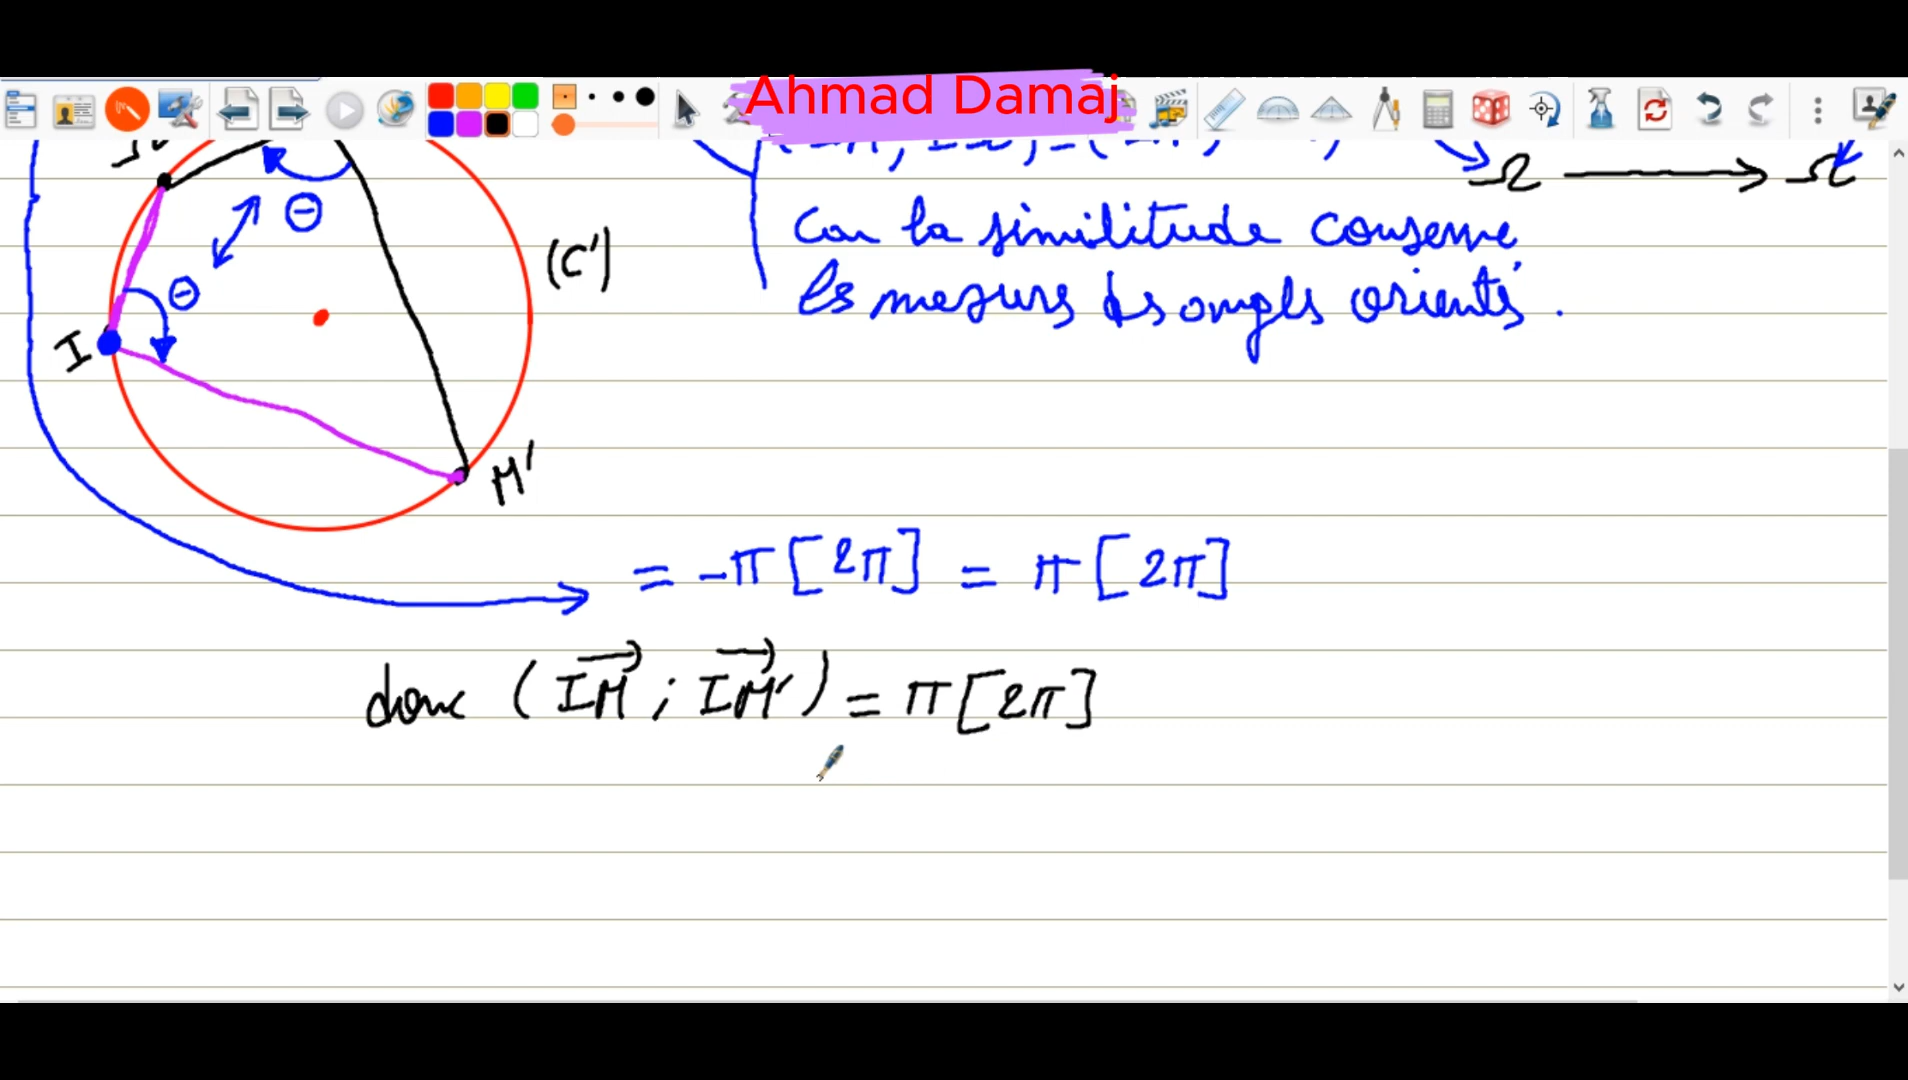 Ahmad Damaj
Ω → Ω
Car la similitude conserve
les mesures des angles orientés.
(C')
Θ
Θ
I
M'
= -π [2π] = π [2π]
donc (IM→ ; IM'→) = π [2π]